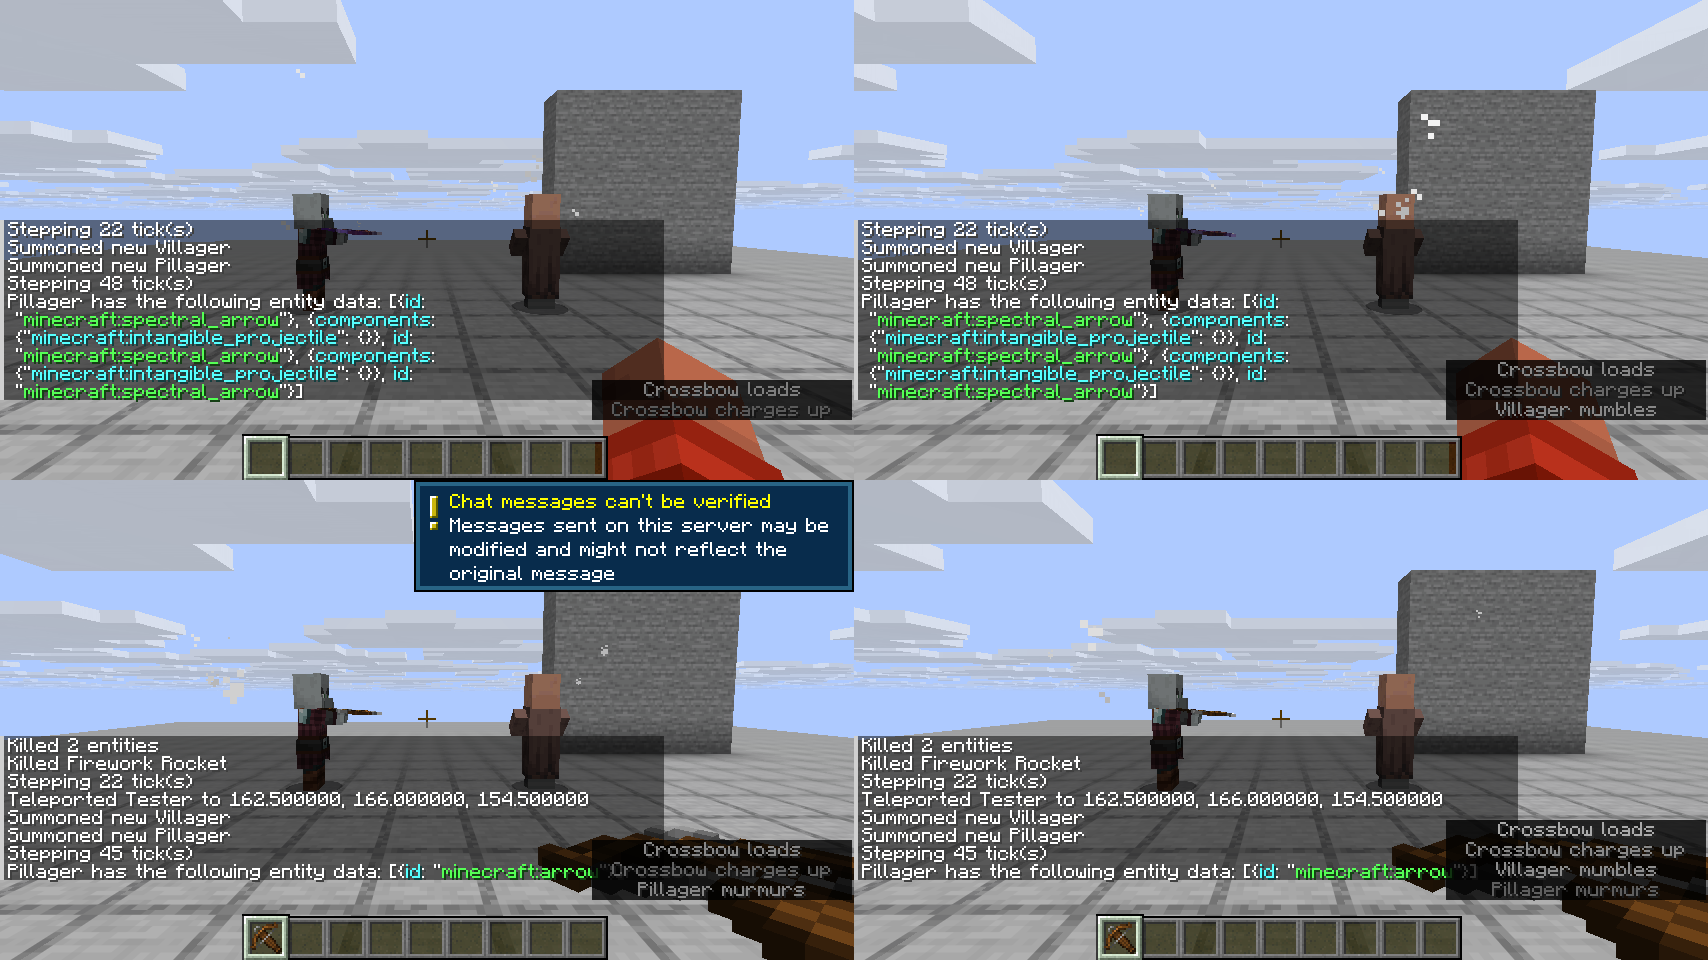 Stepping 22 tick(s)
Summoned new Villager
Summoned new Pillager
Stepping 48 tick(s)
Pillager has the following entity data: [{id:
"minecraft:spectral_arrow"}, {components:
{"minecraft:intangible_projectile": {}}, id:
"minecraft:spectral_arrow"}, {components:
{"minecraft:intangible_projectile": {}}, id:
"minecraft:spectral_arrow"}]
Crossbow loads
Crossbow charges up
Stepping 22 tick(s)
Summoned new Villager
Summoned new Pillager
Stepping 48 tick(s)
Pillager has the following entity data: [{id:
"minecraft:spectral_arrow"}, {components:
{"minecraft:intangible_projectile": {}}, id:
"minecraft:spectral_arrow"}, {components:
{"minecraft:intangible_projectile": {}}, id:
"minecraft:spectral_arrow"}]
Crossbow loads
Crossbow charges up
Villager mumbles
Chat messages can't be verified
Messages sent on this server may be
modified and might not reflect the
original message
Killed 2 entities
Killed Firework Rocket
Stepping 22 tick(s)
Teleported Tester to 162.500000, 166.000000, 154.500000
Summoned new Villager
Summoned new Pillager
Stepping 45 tick(s)
Pillager has the following entity data: [{id: "minecraft:arrow"
Crossbow loads
Crossbow charges up
Pillager murmurs
Killed 2 entities
Killed Firework Rocket
Stepping 22 tick(s)
Teleported Tester to 162.500000, 166.000000, 154.500000
Summoned new Villager
Summoned new Pillager
Stepping 45 tick(s)
Pillager has the following entity data: [{id: "minecraft:arrow"}]
Crossbow loads
Crossbow charges up
Villager mumbles
Pillager murmurs